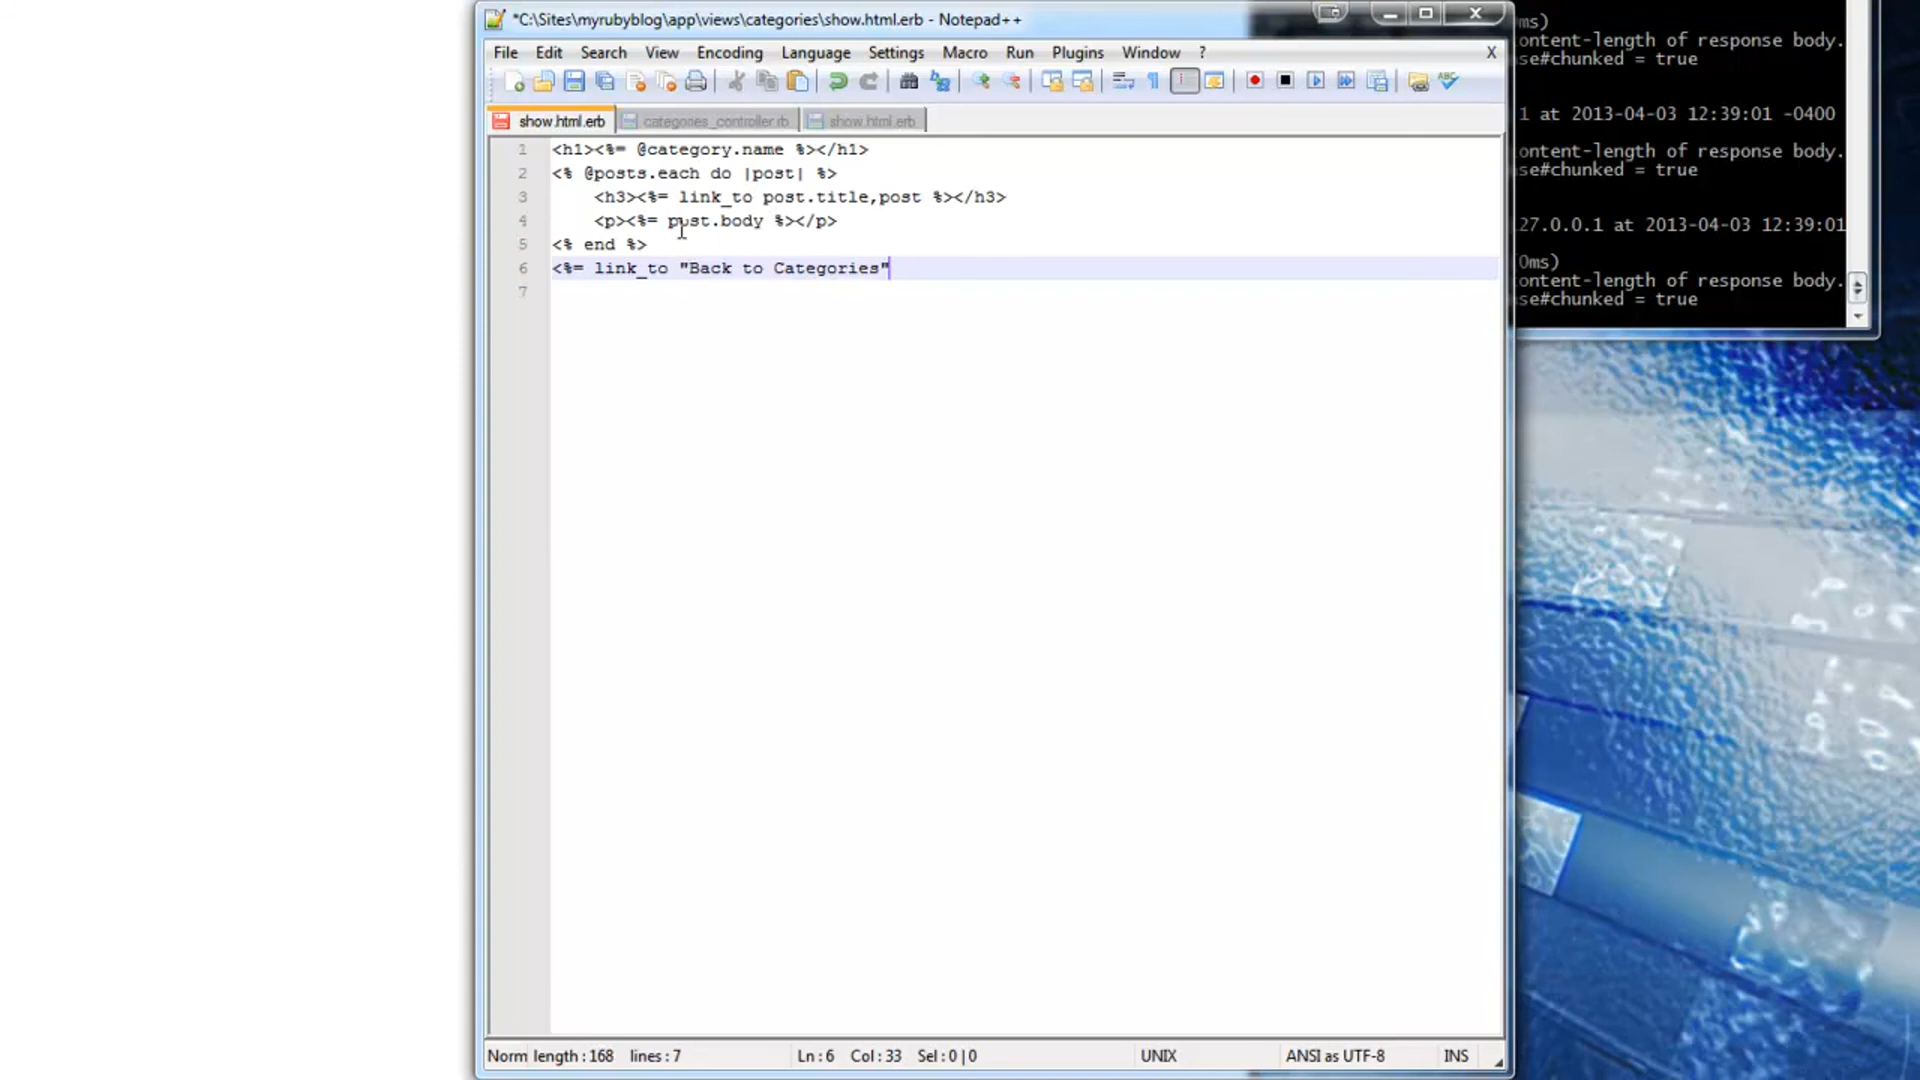 *C:\Sites\myrubyblog\app\views\categories\show.html.erb - Notepad++
File Edit Search View Encoding Language Settings Macro Run Plugins Window ? X
show.html.erb categories_controller.rb show.html.erb
1 <h1><%= @category.name %></h1>
2 <% @posts.each do |post| %>
3 <h3><%= link_to post.title,post %></h3>
4 <p><%= post.body %></p>
5 <% end %>
6 <%= link_to "Back to Categories"
7
Norm length : 168 lines : 7 Ln : 6 Col : 33 Sel : 0 | 0 UNIX ANSI as UTF-8 INS
ms)
ontent-length of response body.
se#chunked = true
1 at 2013-04-03 12:39:01 -0400
ontent-length of response body.
se#chunked = true
27.0.0.1 at 2013-04-03 12:39:01
0ms)
ontent-length of response body.
se#chunked = true